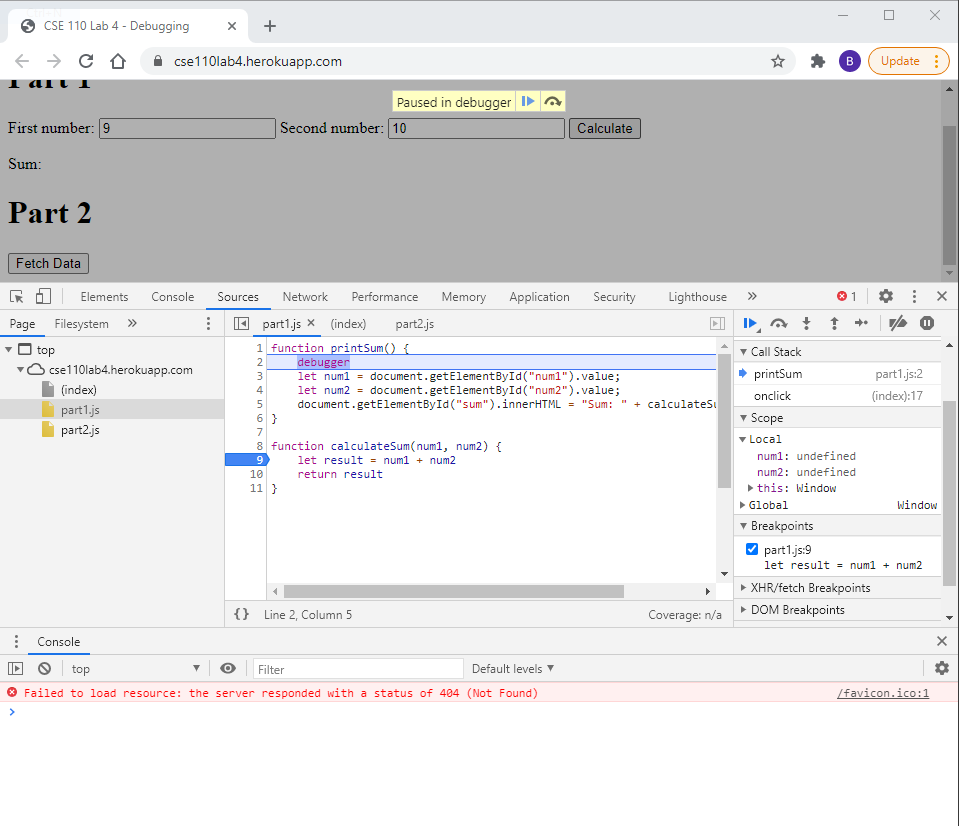 CSE 110 Lab 4 - Debugging
cse110lab4.herokuapp.com
B
Update
Part 1
Paused in debugger
First number: 9 Second number: 10 Calculate
Sum:
Part 2
Fetch Data
Elements Console Sources Network Performance Memory Application Security Lighthouse » 1
Page Filesystem »
part1.js (index) part2.js
top
cse110lab4.herokuapp.com
(index)
part1.js
part2.js
1 function printSum() {
2 debugger
3 let num1 = document.getElementById("num1").value;
4 let num2 = document.getElementById("num2").value;
5 document.getElementById("sum").innerHTML = "Sum: " + calculateSu
6 }
7
8 function calculateSum(num1, num2) {
9 let result = num1 + num2
10 return result
11 }
{} Line 2, Column 5 Coverage: n/a
Call Stack
printSum part1.js:2
onclick (index):17
Scope
Local
num1: undefined
num2: undefined
this: Window
Global Window
Breakpoints
part1.js:9
let result = num1 + num2
XHR/fetch Breakpoints
DOM Breakpoints
Console
top Filter Default levels
Failed to load resource: the server responded with a status of 404 (Not Found) /favicon.ico:1
>